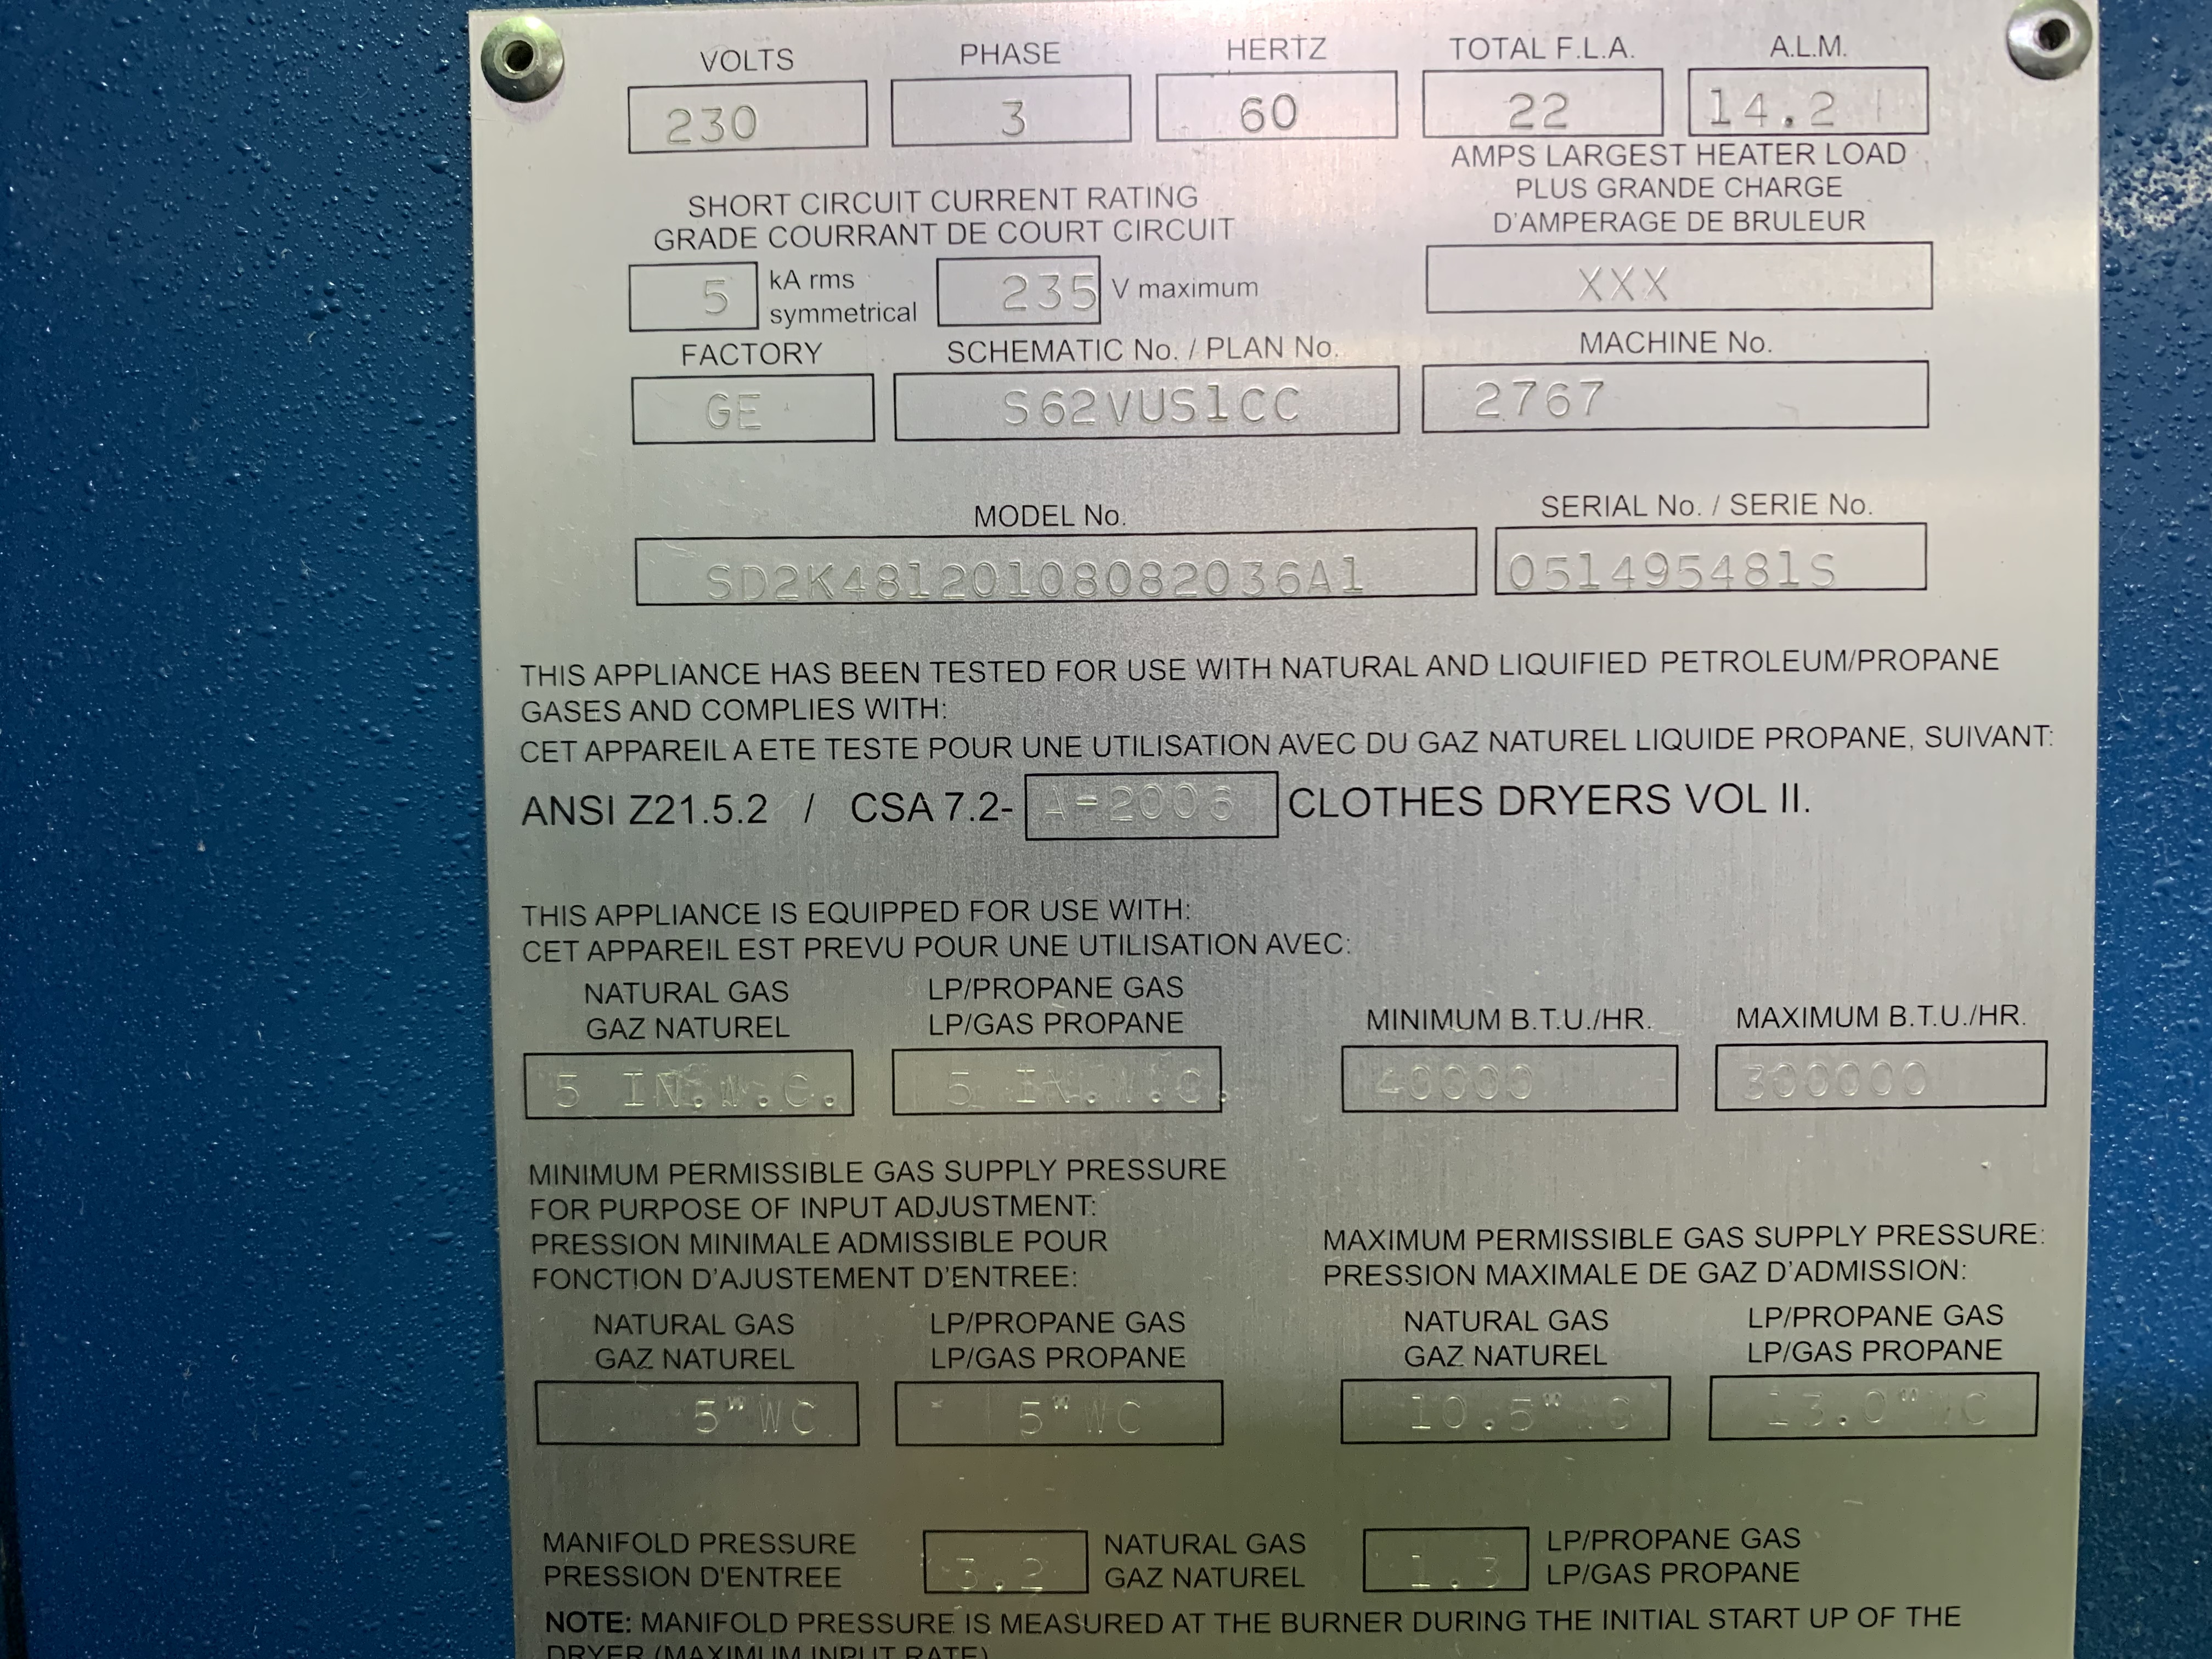 VOLTS PHASE HERTZ TOTAL F.L.A. A.L.M.
230 3 60 22 14.2
AMPS LARGEST HEATER LOAD
PLUS GRANDE CHARGE
D'AMPERAGE DE BRULEUR
SHORT CIRCUIT CURRENT RATING
GRADE COURRANT DE COURT CIRCUIT
5 kA rms symmetrical 235 V maximum XXX
FACTORY SCHEMATIC No. / PLAN No. MACHINE No.
GE S62VUS1CC 2767
MODEL No. SERIAL No. / SERIE No.
SD2K48120108082036A1 051495481S
THIS APPLIANCE HAS BEEN TESTED FOR USE WITH NATURAL AND LIQUIFIED PETROLEUM/PROPANE
GASES AND COMPLIES WITH:
CET APPAREIL A ETE TESTE POUR UNE UTILISATION AVEC DU GAZ NATUREL LIQUIDE PROPANE, SUIVANT:
ANSI Z21.5.2 / CSA 7.2- A-2006 CLOTHES DRYERS VOL II.
THIS APPLIANCE IS EQUIPPED FOR USE WITH:
CET APPAREIL EST PREVU POUR UNE UTILISATION AVEC:
NATURAL GAS LP/PROPANE GAS
GAZ NATUREL LP/GAS PROPANE MINIMUM B.T.U./HR. MAXIMUM B.T.U./HR.
5 IN.W.C. 5 IN.W.C. 40000 300000
MINIMUM PERMISSIBLE GAS SUPPLY PRESSURE
FOR PURPOSE OF INPUT ADJUSTMENT:
PRESSION MINIMALE ADMISSIBLE POUR
FONCTION D'AJUSTEMENT D'ENTREE:
MAXIMUM PERMISSIBLE GAS SUPPLY PRESSURE:
PRESSION MAXIMALE DE GAZ D'ADMISSION:
NATURAL GAS LP/PROPANE GAS NATURAL GAS LP/PROPANE GAS
GAZ NATUREL LP/GAS PROPANE GAZ NATUREL LP/GAS PROPANE
5"WC 5"WC 10.5"WC 13.0"WC
MANIFOLD PRESSURE 3.2 NATURAL GAS 1.3 LP/PROPANE GAS
PRESSION D'ENTREE GAZ NATUREL LP/GAS PROPANE
NOTE: MANIFOLD PRESSURE IS MEASURED AT THE BURNER DURING THE INITIAL START UP OF THE
DRYER (MAXIMUM INPUT RATE)